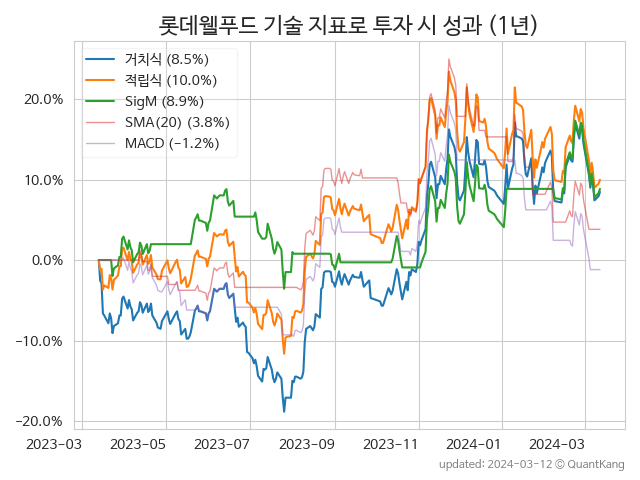 롯데웰푸드 기술 지표로 투자 시 성과 (1년)
거치식 (8.5%)
적립식 (10.0%)
SigM (8.9%)
SMA(20) (3.8%)
MACD (−1.2%)
20.0%
10.0%
0.0%
−10.0%
−20.0%
2023-03 2023-05 2023-07 2023-09 2023-11 2024-01 2024-03
updated: 2024-03-12 © QuantKang